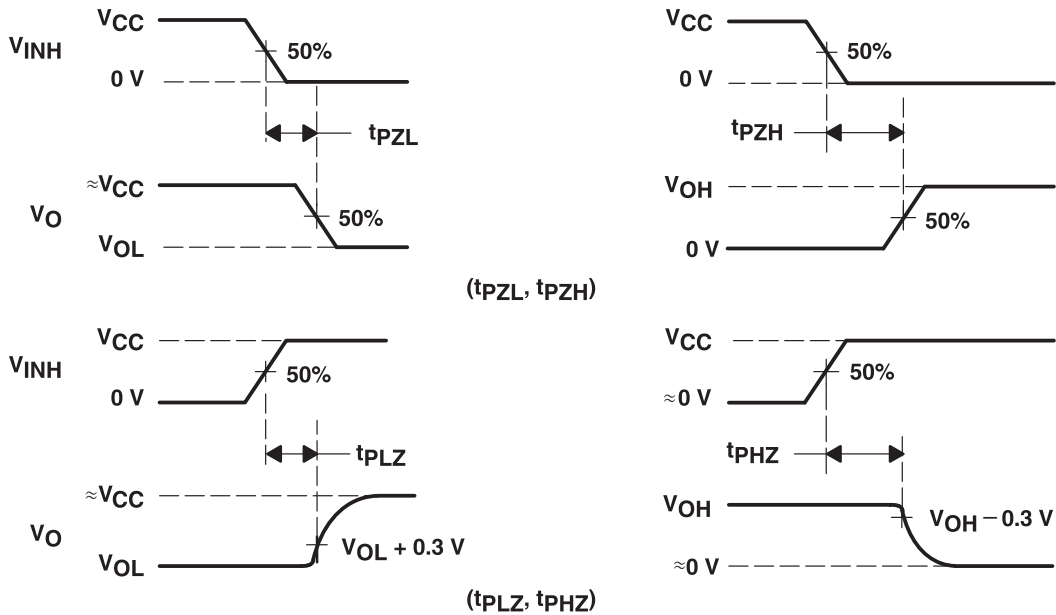 VCC
VINH
50%
0 V
tPZL
≈VCC
VO
50%
VOL
VCC
50%
0 V
tPZH
VOH
50%
0 V
(tPZL, tPZH)
VCC
VINH
50%
0 V
tPLZ
≈VCC
VO
VOL + 0.3 V
VOL
VCC
50%
≈0 V
tPHZ
VOH
VOH − 0.3 V
≈0 V
(tPLZ, tPHZ)